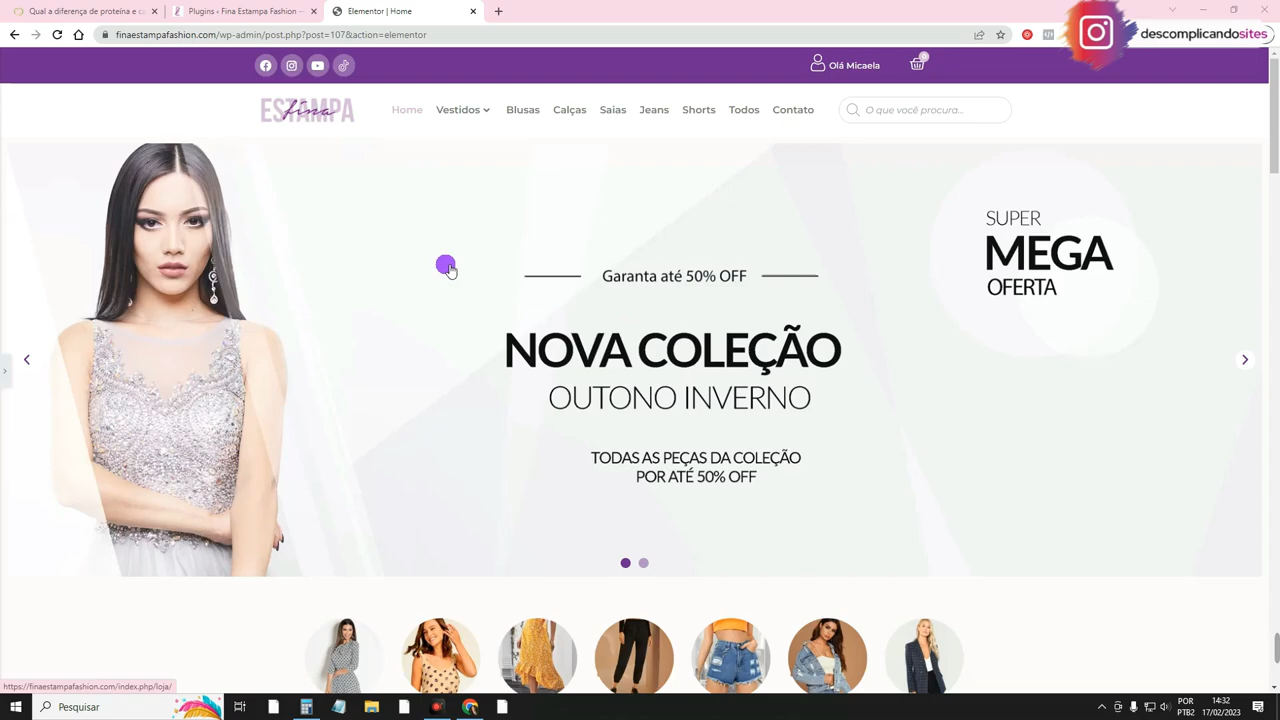 Qual a diferença de proteína e ca
Plugins ‹ Fina Estampa Fashion —
Elementor | Home
finaestampafashion.com/wp-admin/post.php?post=107&action=elementor
descomplicandosites
Olá Micaela
0
ESTAMPA
fina
Home
Vestidos
Blusas
Calças
Saias
Jeans
Shorts
Todos
Contato
O que você procura...
SUPER
MEGA
OFERTA
Garanta até 50% OFF
NOVA COLEÇÃO
OUTONO INVERNO
TODAS AS PEÇAS DA COLEÇÃO
POR ATÉ 50% OFF
https://finaestampafashion.com/index.php/loja/
Pesquisar
POR
PTB2
14:32
17/02/2023